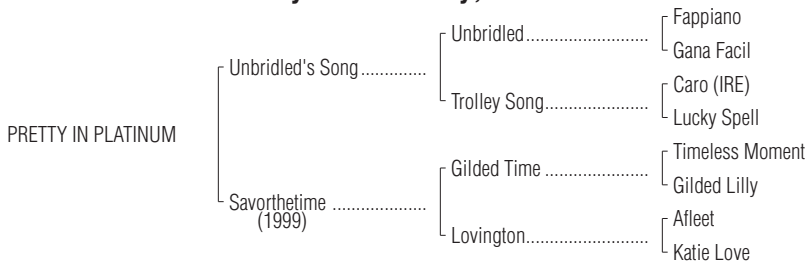 Fappiano
Unbridled..............................
Gana Facil
Unbridled's Song..............
Caro (IRE)
Trolley Song.........................
Lucky Spell
PRETTY IN PLATINUM
Timeless Moment
Gilded Time .........................
Gilded Lilly
Savorthetime ....................
(1999)
Afleet
Lovington..............................
Katie Love